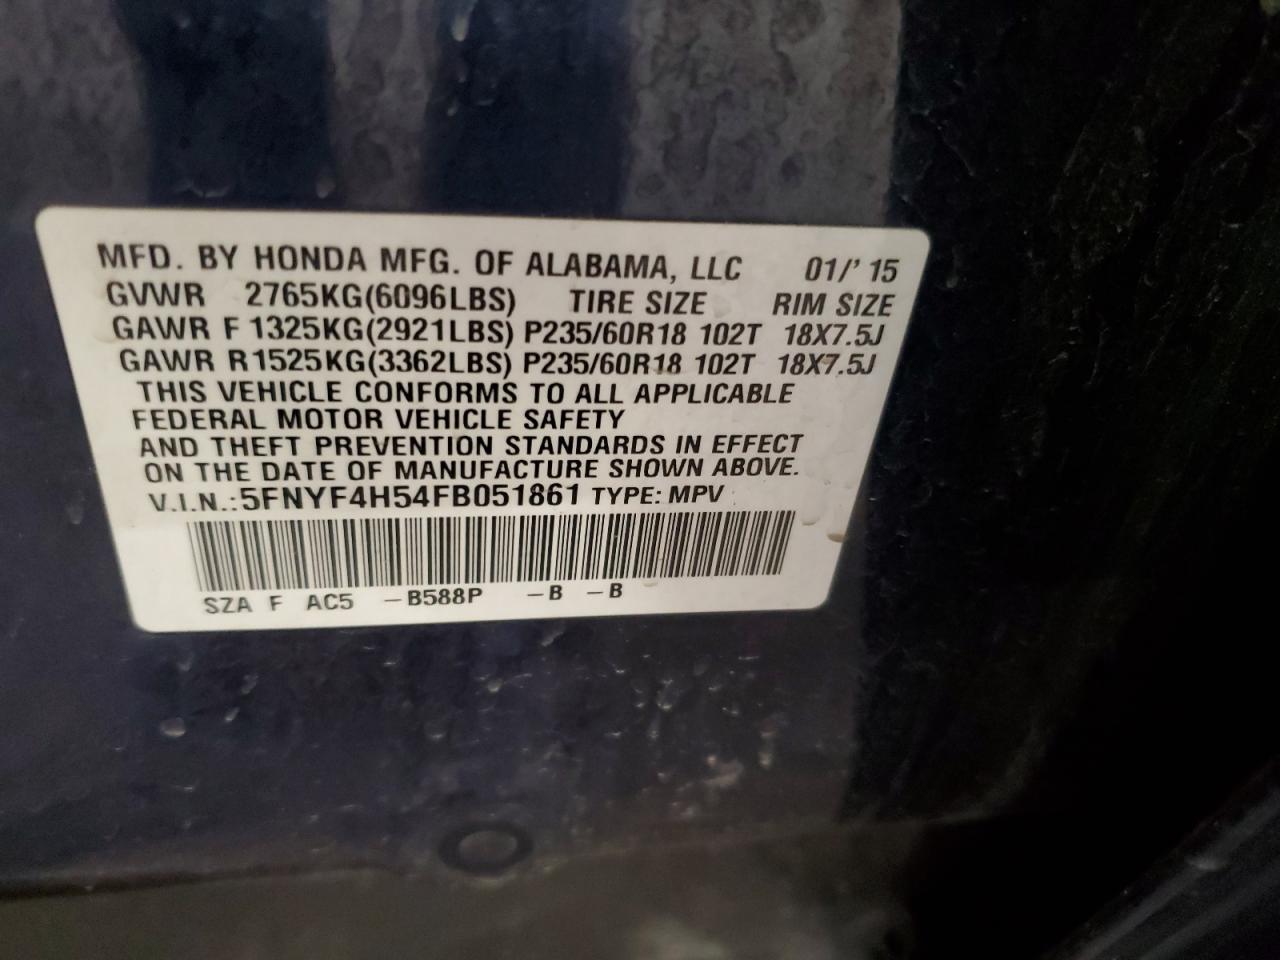 MFD. BY HONDA MFG. OF ALABAMA, LLC 01/' 15
GVWR 2765KG(6096LBS) TIRE SIZE RIM SIZE
GAWR F 1325KG(2921LBS) P235/60R18 102T 18X7.5J
GAWR R1525KG(3362LBS) P235/60R18 102T 18X7.5J
THIS VEHICLE CONFORMS TO ALL APPLICABLE
FEDERAL MOTOR VEHICLE SAFETY
AND THEFT PREVENTION STANDARDS IN EFFECT
ON THE DATE OF MANUFACTURE SHOWN ABOVE.
V.I.N.:5FNYF4H54FB051861 TYPE: MPV
SZA F AC5 -B588P -B -B